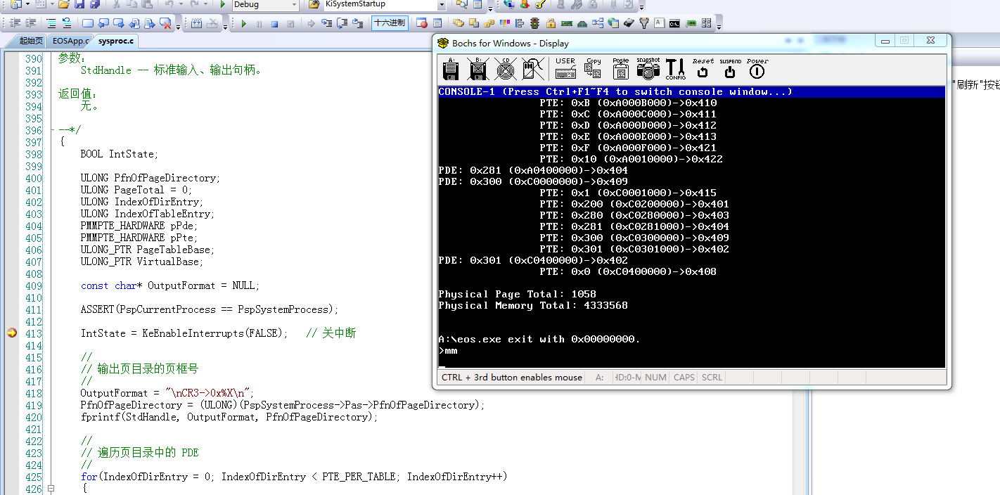 Debug
KiSystemStartup
十六进制
起始页 EOSApp.c sysproc.c
390 参数:
391 StdHandle -- 标准输入、输出句柄。
392
393 返回值:
394 无。
395
396 --*/
397 {
398 BOOL IntState;
399
400 ULONG PfnOfPageDirectory;
401 ULONG PageTotal = 0;
402 ULONG IndexOfDirEntry;
403 ULONG IndexOfTableEntry;
404 PMMPTE_HARDWARE pPde;
405 PMMPTE_HARDWARE pPte;
406 ULONG_PTR PageTableBase;
407 ULONG_PTR VirtualBase;
408
409 const char* OutputFormat = NULL;
410
411 ASSERT(PspCurrentProcess == PspSystemProcess);
412
413 IntState = KeEnableInterrupts(FALSE); // 关中断
414
415 //
416 // 输出页目录的页框号
417 //
418 OutputFormat = "\nCR3->0x%X\n";
419 PfnOfPageDirectory = (ULONG)(PspSystemProcess->Pas->PfnOfPageDirectory);
420 fprintf(StdHandle, OutputFormat, PfnOfPageDirectory);
421
422 //
423 // 遍历页目录中的 PDE
424 //
425 for(IndexOfDirEntry = 0; IndexOfDirEntry < PTE_PER_TABLE; IndexOfDirEntry++)
426 {
Bochs for Windows - Display
A: B: CD USER Copy Paste snapshot CONFIG Reset SUSPEND Power
CONSOLE-1 (Press Ctrl+F1~F4 to switch console window...)
PTE: 0xB (0xA000B000)->0x410
PTE: 0xC (0xA000C000)->0x411
PTE: 0xD (0xA000D000)->0x412
PTE: 0xE (0xA000E000)->0x413
PTE: 0xF (0xA000F000)->0x421
PTE: 0x10 (0xA0010000)->0x422
PDE: 0x281 (0xA0400000)->0x404
PDE: 0x300 (0xC0000000)->0x409
PTE: 0x1 (0xC0001000)->0x415
PTE: 0x200 (0xC0200000)->0x401
PTE: 0x280 (0xC0280000)->0x403
PTE: 0x281 (0xC0281000)->0x404
PTE: 0x300 (0xC0300000)->0x409
PTE: 0x301 (0xC0301000)->0x402
PDE: 0x301 (0xC0400000)->0x402
PTE: 0x0 (0xC0400000)->0x408
Physical Page Total: 1058
Physical Memory Total: 4333568
A:\eos.exe exit with 0x00000000.
>mm
CTRL + 3rd button enables mouse A: HD:0-M NUM CAPS SCRL
"刷新"按钮